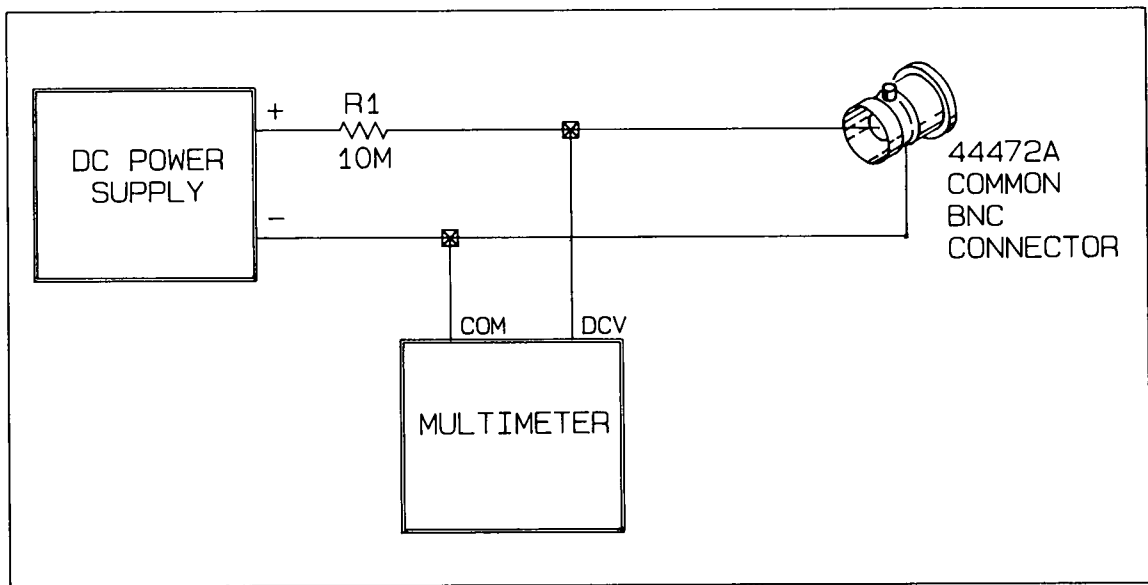 DC POWER
SUPPLY
+
R1
10M
-
44472A
COMMON
BNC
CONNECTOR
COM
DCV
MULTIMETER